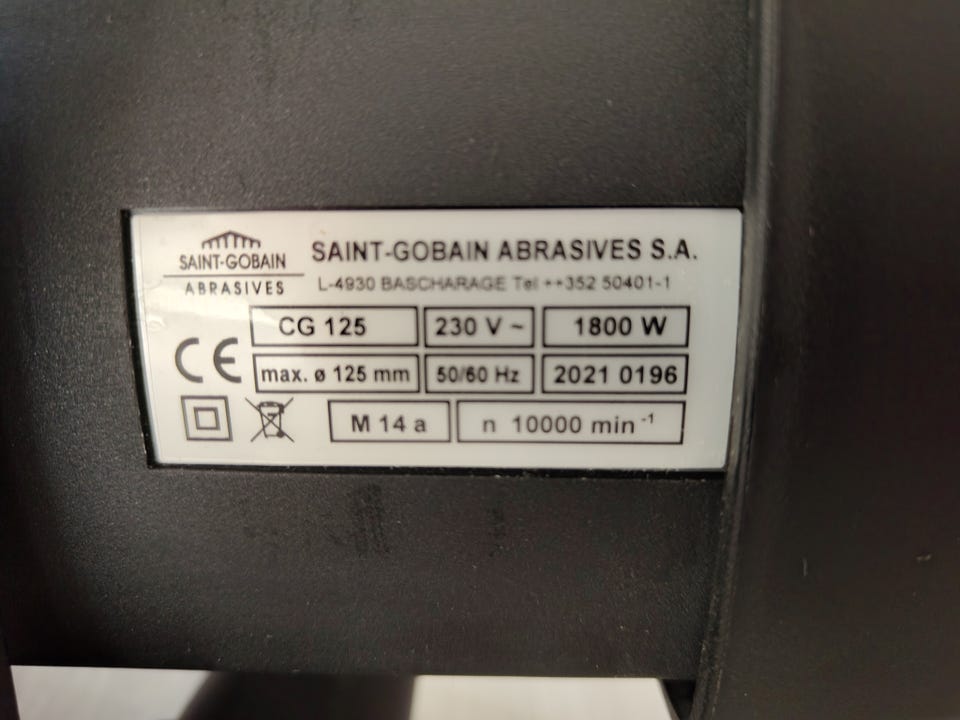 SAINT-GOBAIN
ABRASIVES
SAINT-GOBAIN ABRASIVES S.A.
L-4930 BASCHARAGE Tel ++352 50401-1
CG 125 230 V ~ 1800 W
CE
max. ø 125 mm 50/60 Hz 2021 0196
M 14 a n 10000 min⁻¹